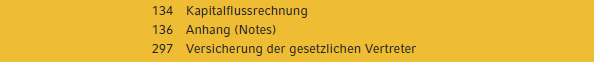 134 Kapitalflussrechnung
136 Anhang (Notes)
297 Versicherung der gesetzlichen Vertreter